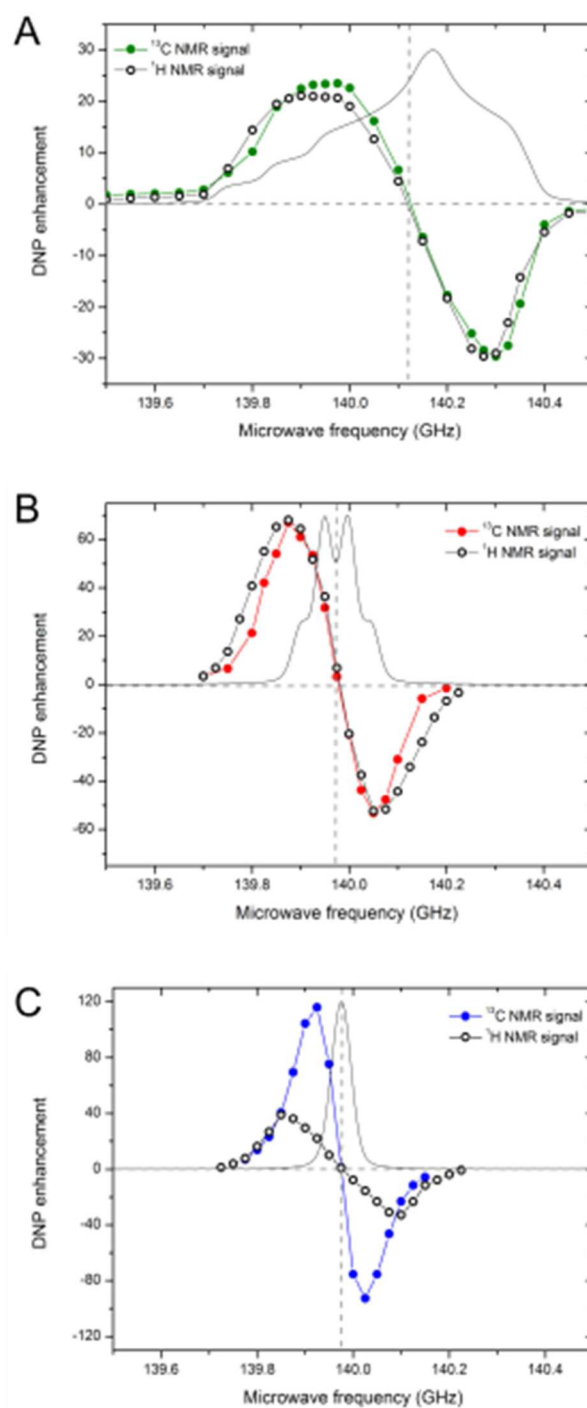 A
¹³C NMR signal
¹H NMR signal
DNP enhancement
30
20
10
0
-10
-20
-30
139.6
139.8
140.0
140.2
140.4
Microwave frequency (GHz)
B
¹³C NMR signal
¹H NMR signal
DNP enhancement
60
40
20
0
-20
-40
-60
139.6
139.8
140.0
140.2
140.4
Microwave frequency (GHz)
C
¹³C NMR signal
¹H NMR signal
DNP enhancement
120
80
40
0
-40
-80
-120
139.6
139.8
140.0
140.2
140.4
Microwave frequency (GHz)